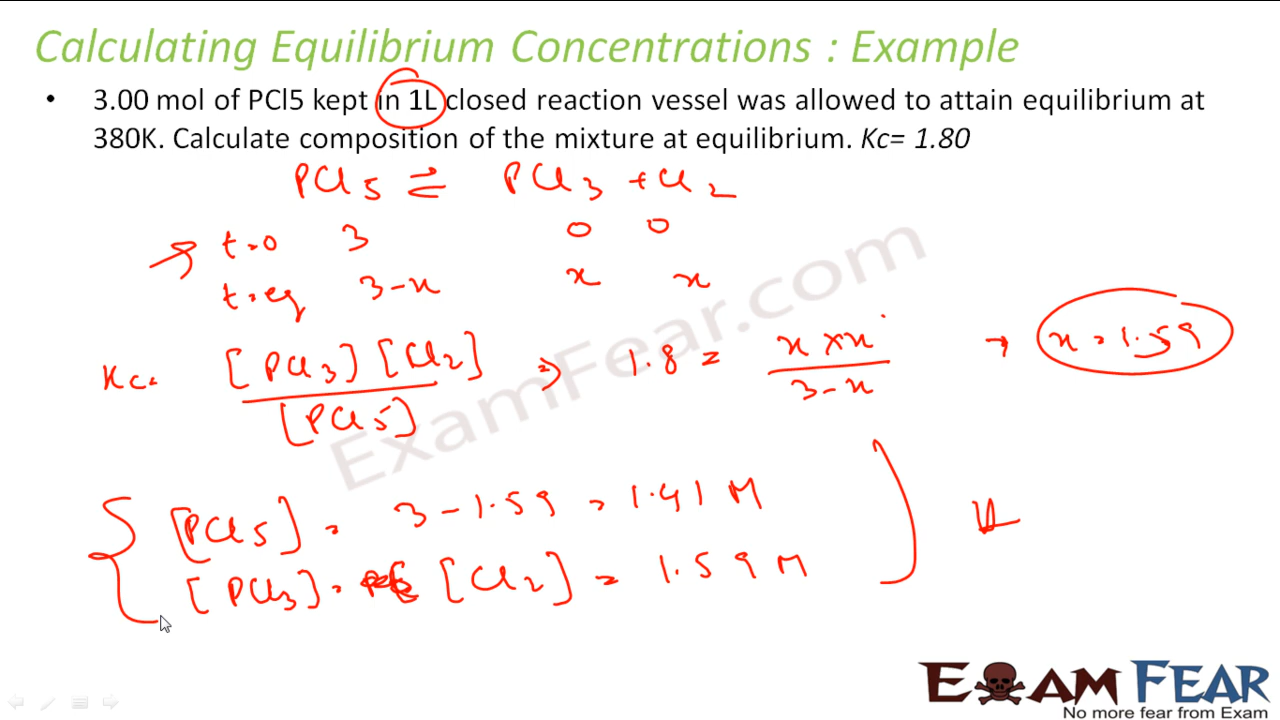 Calculating Equilibrium Concentrations : Example
• 3.00 mol of PCl5 kept in 1L closed reaction vessel was allowed to attain equilibrium at
380K. Calculate composition of the mixture at equilibrium. Kc= 1.80
PCl5 ⇌ PCl3 + Cl2
t=0 3 0 0
t=eq 3-x x x
Kc= [PCl3][Cl2] / [PCl5] ⇒ 1.8 = x × x / 3-x → x = 1.59
[PCl5] = 3 - 1.59 = 1.41 M
[PCl3] = [Cl2] = 1.59 M
ExamFear.com
EXAM FEAR
No more fear from Exam